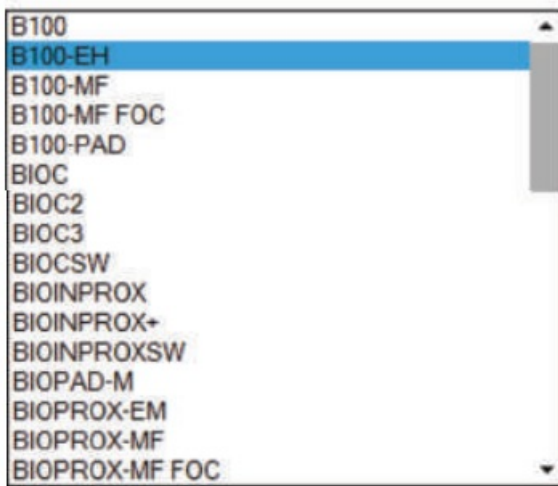 B100
B100-EH
B100-MF
B100-MF FOC
B100-PAD
BIOC
BIOC2
BIOC3
BIOCSW
BIOINPROX
BIOINPROX+
BIOINPROXSW
BIOPAD-M
BIOPROX-EM
BIOPROX-MF
BIOPROX-MF FOC